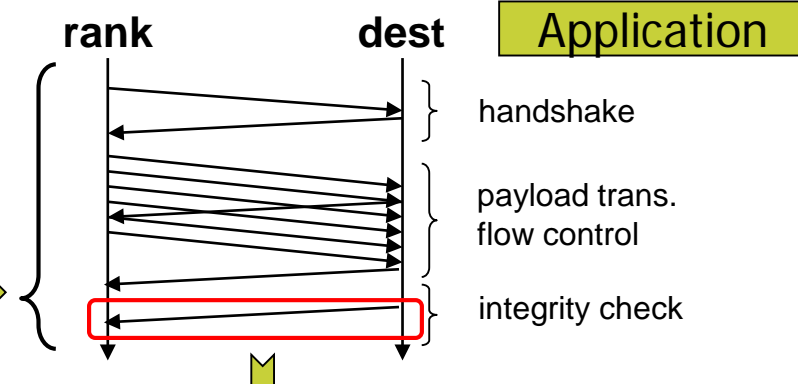 rank dest Application
handshake
payload trans.
flow control
integrity check